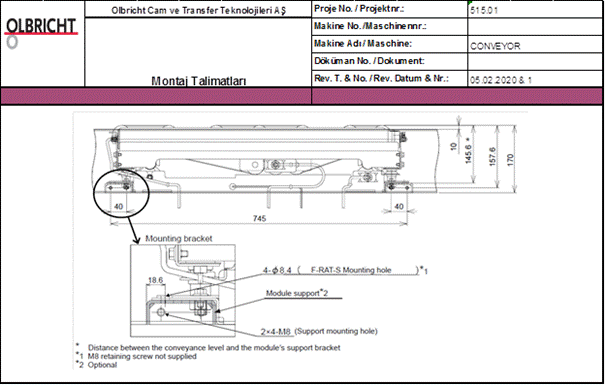 OLBRICHT
Olbricht Cam ve Transfer Teknolojileri AŞ
Montaj Talimatları
Proje No. / Projektnr.: 515.01
Makine No./Maschinennr.:
Makine Adı / Maschine: CONVEYOR
Döküman No. / Dokument:
Rev. T. & No. / Rev. Datum & Nr.: 05.02.2020 & 1
10
145.6 *
157.6
170
40
40
745
Mounting bracket
18.6
4-Φ8.4 ( F-RAT-S Mounting hole )*1
Module support*2
2×4-M8 (Support mounting hole)
* Distance between the conveyance level and the module's support bracket
*1 M8 retaining screw not supplied
*2 Optional